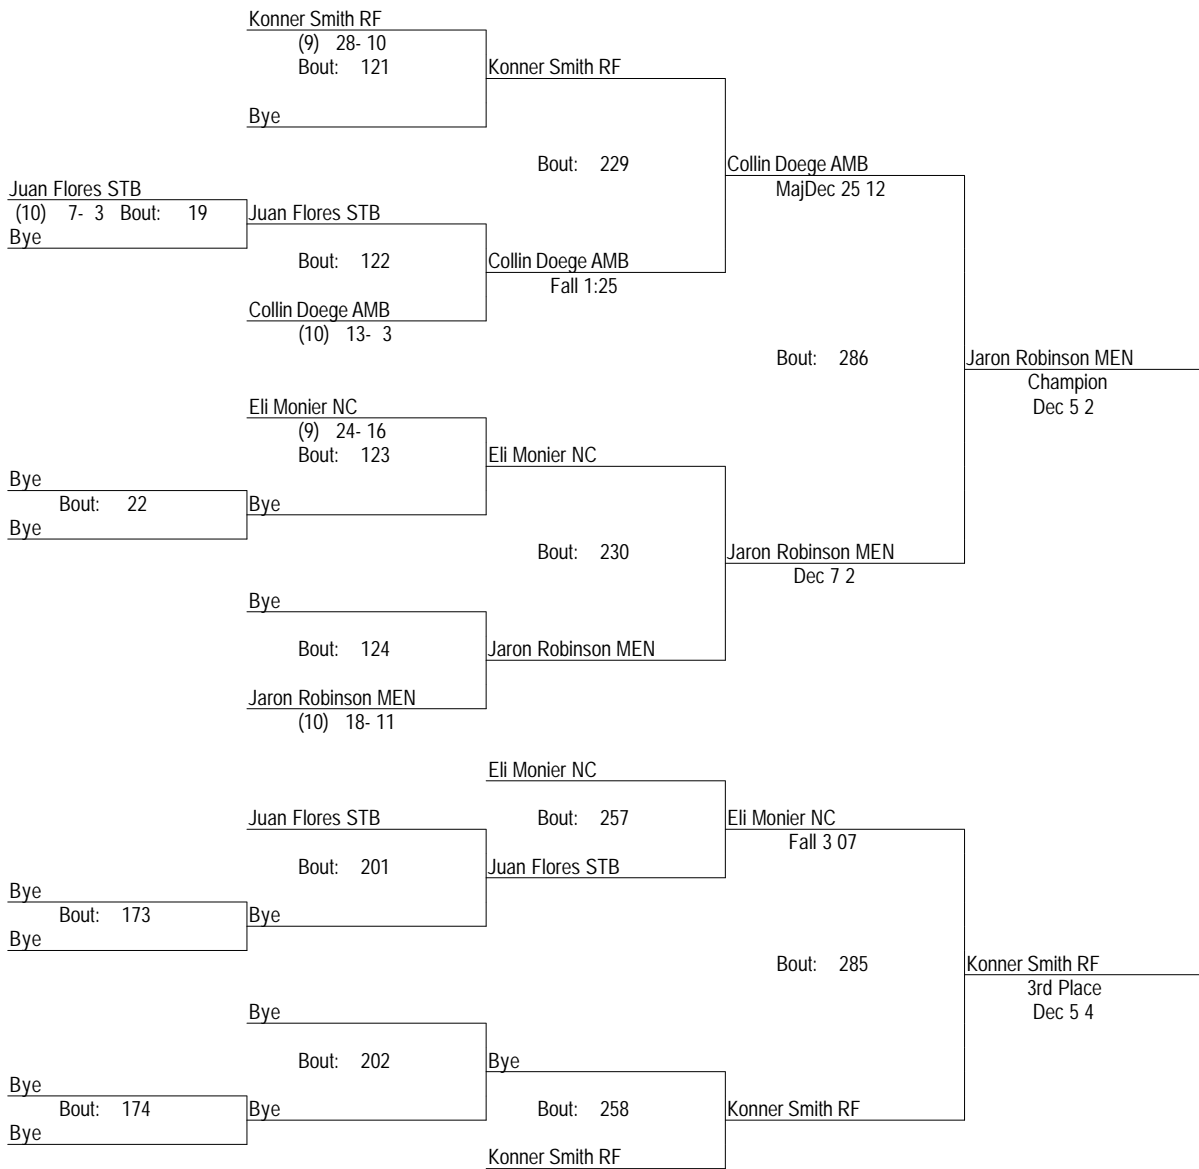 Konner Smith RF
(9) 28- 10
Bout: 121
Konner Smith RF
Bye
Bout: 229
Collin Doege AMB
MajDec 25 12
Juan Flores STB
(10) 7- 3 Bout: 19
Juan Flores STB
Bye
Bout: 122
Collin Doege AMB
Fall 1:25
Collin Doege AMB
(10) 13- 3
Bout: 286
Jaron Robinson MEN
Champion
Dec 5 2
Eli Monier NC
(9) 24- 16
Bout: 123
Eli Monier NC
Bye
Bout: 22
Bye
Bye
Bout: 230
Jaron Robinson MEN
Dec 7 2
Bye
Bout: 124
Jaron Robinson MEN
Jaron Robinson MEN
(10) 18- 11
Eli Monier NC
Juan Flores STB
Bout: 257
Eli Monier NC
Fall 3 07
Bout: 201
Juan Flores STB
Bye
Bout: 173
Bye
Bye
Bout: 285
Konner Smith RF
3rd Place
Dec 5 4
Bye
Bout: 202
Bye
Bye
Bout: 174
Bye
Bye
Bout: 258
Konner Smith RF
Konner Smith RF